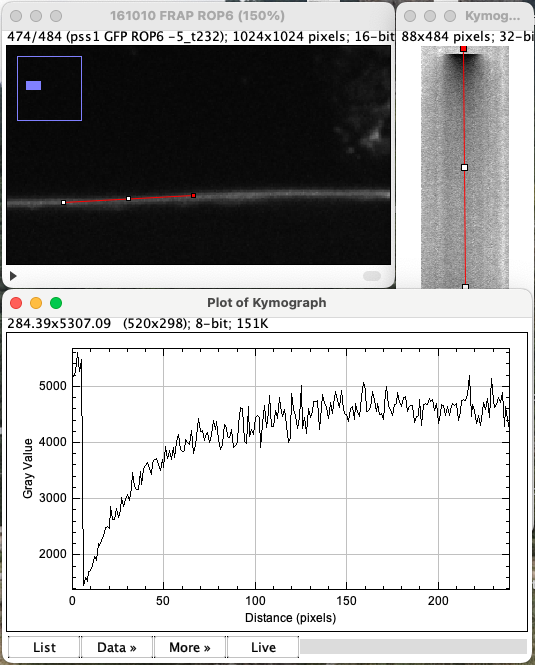 161010 FRAP ROP6 (150%)
474/484 (pss1 GFP ROP6 -5_t232); 1024x1024 pixels; 16-bit
Kymog...
88x484 pixels; 32-b
Plot of Kymograph
284.39x5307.09 (520x298); 8-bit; 151K
5000
4000
3000
2000
Gray Value
0 50 100 150 200
Distance (pixels)
List Data » More » Live